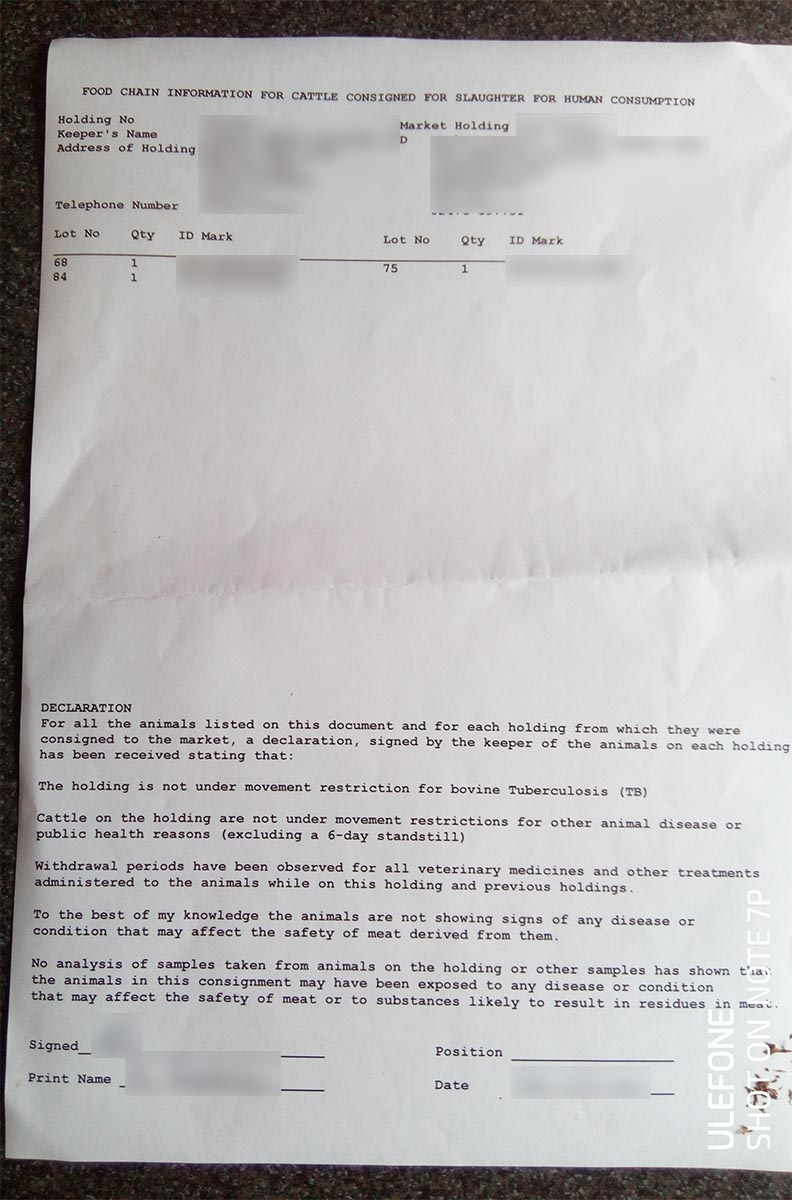 FOOD CHAIN INFORMATION FOR CATTLE CONSIGNED FOR SLAUGHTER FOR HUMAN CONSUMPTION
Holding No
Keeper's Name
Address of Holding
Market Holding
D
Telephone Number
Lot No Qty ID Mark Lot No Qty ID Mark
68 1 75 1
84 1
DECLARATION
For all the animals listed on this document and for each holding from which they were
consigned to the market, a declaration, signed by the keeper of the animals on each holding
has been received stating that:
The holding is not under movement restriction for bovine Tuberculosis (TB)
Cattle on the holding are not under movement restrictions for other animal disease or
public health reasons (excluding a 6-day standstill)
Withdrawal periods have been observed for all veterinary medicines and other treatments
administered to the animals while on this holding and previous holdings.
To the best of my knowledge the animals are not showing signs of any disease or
condition that may affect the safety of meat derived from them.
No analysis of samples taken from animals on the holding or other samples has shown that
the animals in this consignment may have been exposed to any disease or condition
that may affect the safety of meat or to substances likely to result in residues in meat.
Signed Position
Print Name Date
ULEFONE
SHOT ON NOTE 7P